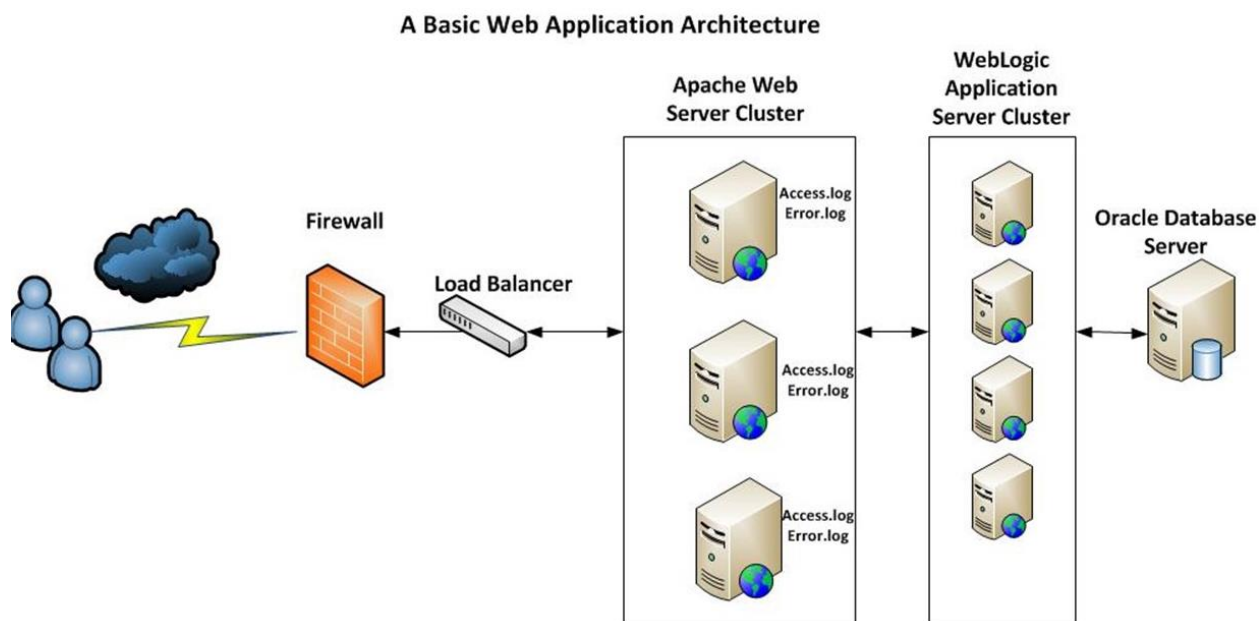 A Basic Web Application Architecture
WebLogic
Application
Server Cluster
Apache Web
Server Cluster
Access.log
Error.log
Firewall
Oracle Database
Server
Load Balancer
Access.log
Error.log
Access.log
Error.log